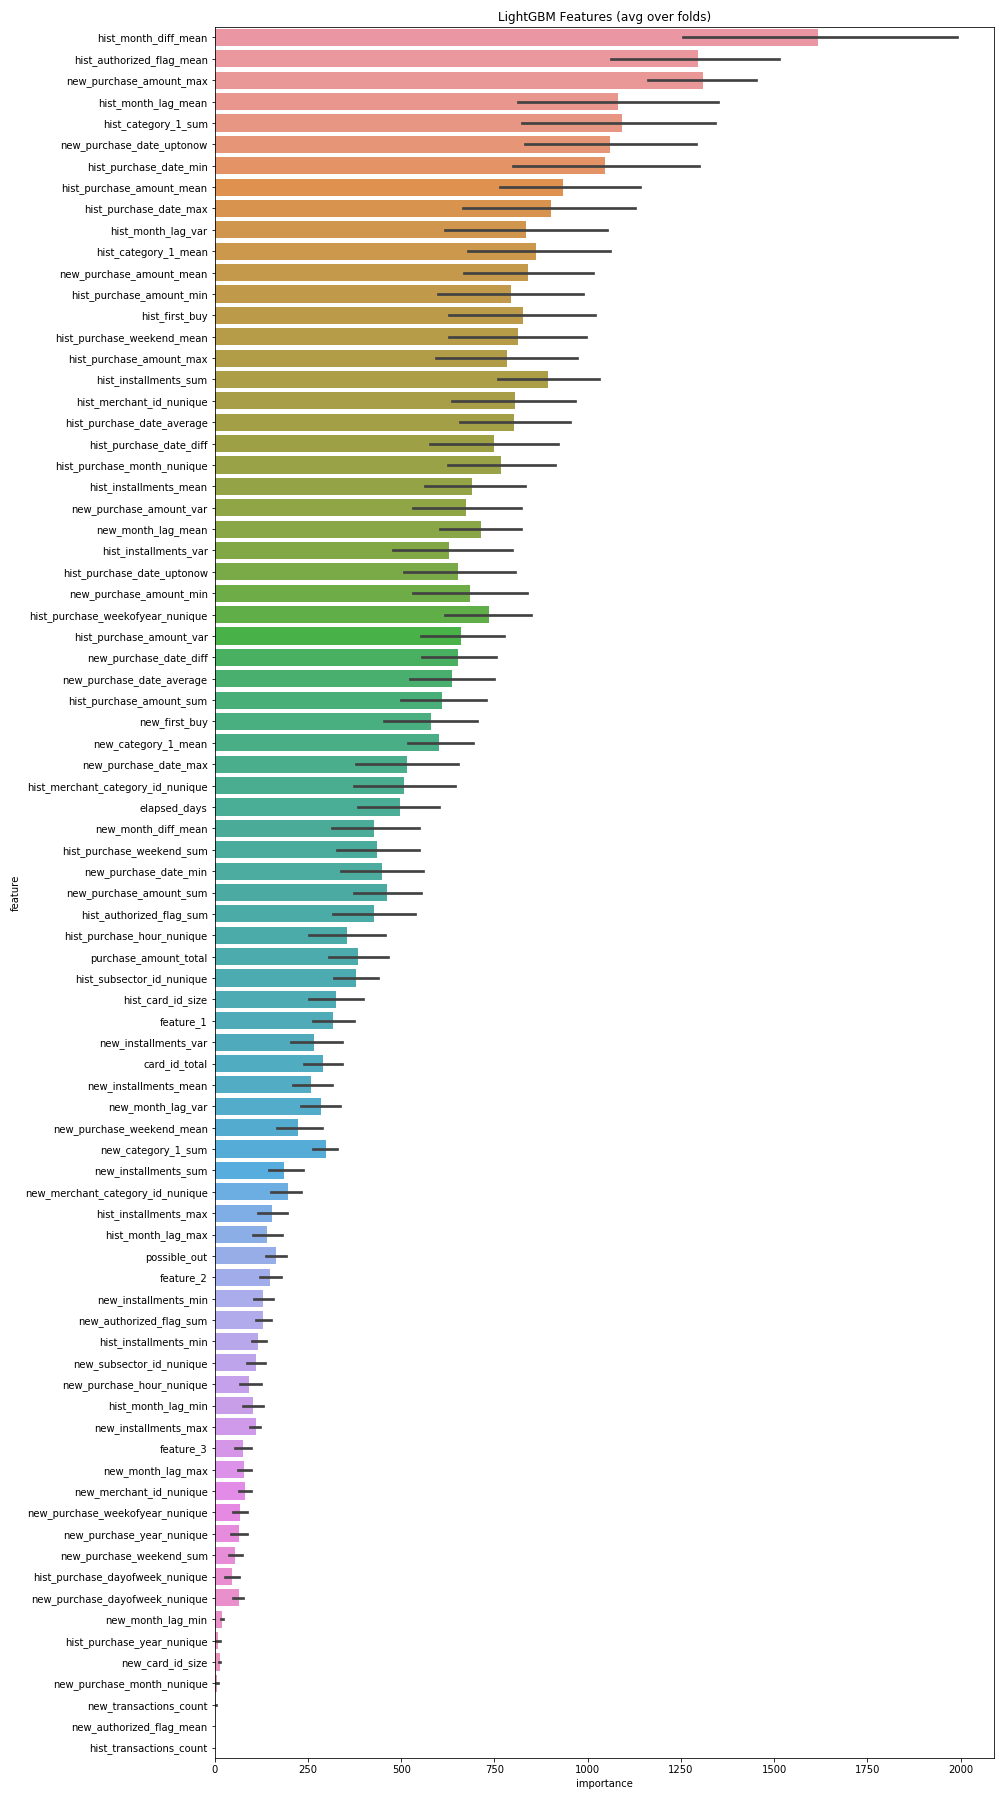 LightGBM Features (avg over folds)
hist_month_diff_mean
hist_authorized_flag_mean
new_purchase_amount_max
hist_month_lag_mean
hist_category_1_sum
new_purchase_date_uptonow
hist_purchase_date_min
hist_purchase_amount_mean
hist_purchase_date_max
hist_month_lag_var
hist_category_1_mean
new_purchase_amount_mean
hist_purchase_amount_min
hist_first_buy
hist_purchase_weekend_mean
hist_purchase_amount_max
hist_installments_sum
hist_merchant_id_nunique
hist_purchase_date_average
hist_purchase_date_diff
hist_purchase_month_nunique
hist_installments_mean
new_purchase_amount_var
new_month_lag_mean
hist_installments_var
hist_purchase_date_uptonow
new_purchase_amount_min
hist_purchase_weekofyear_nunique
hist_purchase_amount_var
new_purchase_date_diff
new_purchase_date_average
hist_purchase_amount_sum
new_first_buy
new_category_1_mean
new_purchase_date_max
hist_merchant_category_id_nunique
elapsed_days
new_month_diff_mean
hist_purchase_weekend_sum
new_purchase_date_min
new_purchase_amount_sum
hist_authorized_flag_sum
hist_purchase_hour_nunique
purchase_amount_total
hist_subsector_id_nunique
hist_card_id_size
feature_1
new_installments_var
card_id_total
new_installments_mean
new_month_lag_var
new_purchase_weekend_mean
new_category_1_sum
new_installments_sum
new_merchant_category_id_nunique
hist_installments_max
hist_month_lag_max
possible_out
feature_2
new_installments_min
new_authorized_flag_sum
hist_installments_min
new_subsector_id_nunique
new_purchase_hour_nunique
hist_month_lag_min
new_installments_max
feature_3
new_month_lag_max
new_merchant_id_nunique
new_purchase_weekofyear_nunique
new_purchase_year_nunique
new_purchase_weekend_sum
hist_purchase_dayofweek_nunique
new_purchase_dayofweek_nunique
new_month_lag_min
hist_purchase_year_nunique
new_card_id_size
new_purchase_month_nunique
new_transactions_count
new_authorized_flag_mean
hist_transactions_count
feature
0 250 500 750 1000 1250 1500 1750 2000
importance